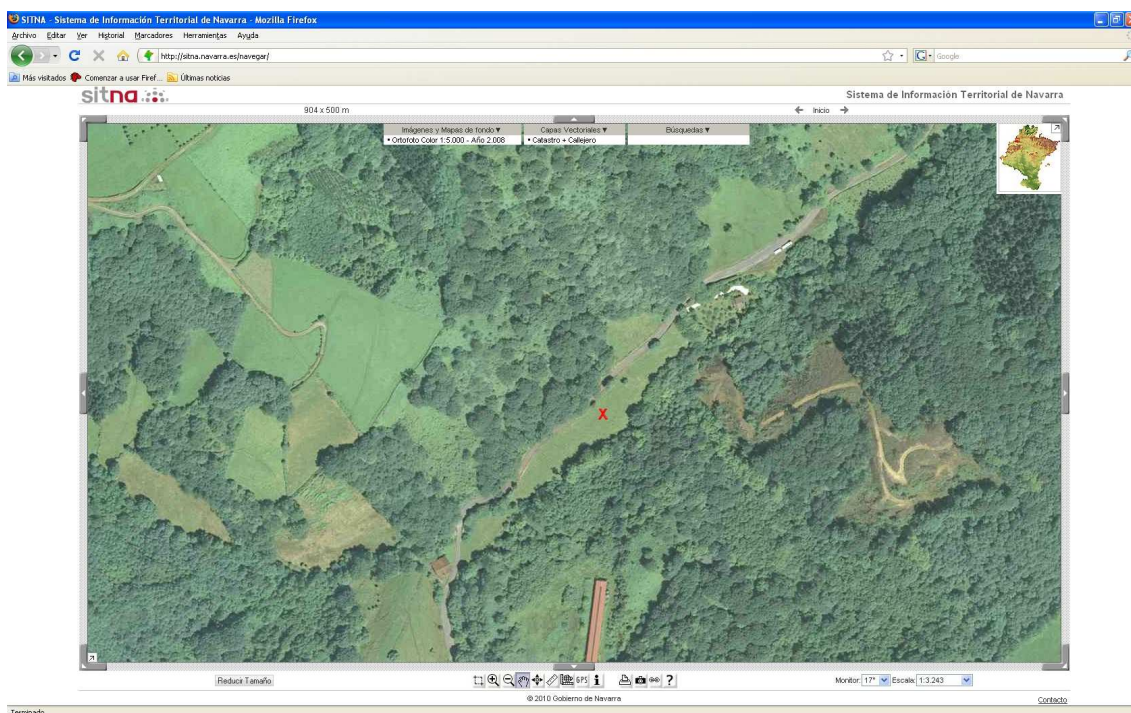 SITNA - Sistema de Información Territorial de Navarra - Mozilla Firefox
Archivo Editar Ver Historial Marcadores Herramientas Ayuda
http://sitna.navarra.es/navegar/
Google
Más visitados Comenzar a usar Firef... Últimas noticias
sitna
Sistema de Información Territorial de Navarra
904 x 500 m
Inicio
Imágenes y Mapas de fondo ▼ Capas Vectoriales ▼ Búsquedas ▼
• Ortofoto Color 1:5.000 - Año 2.008 • Catastro + Callejero
X
Reducir Tamaño
GPS i ?
Monitor: 17" Escala: 1:3.243
© 2010 Gobierno de Navarra
Contacto
Terminado